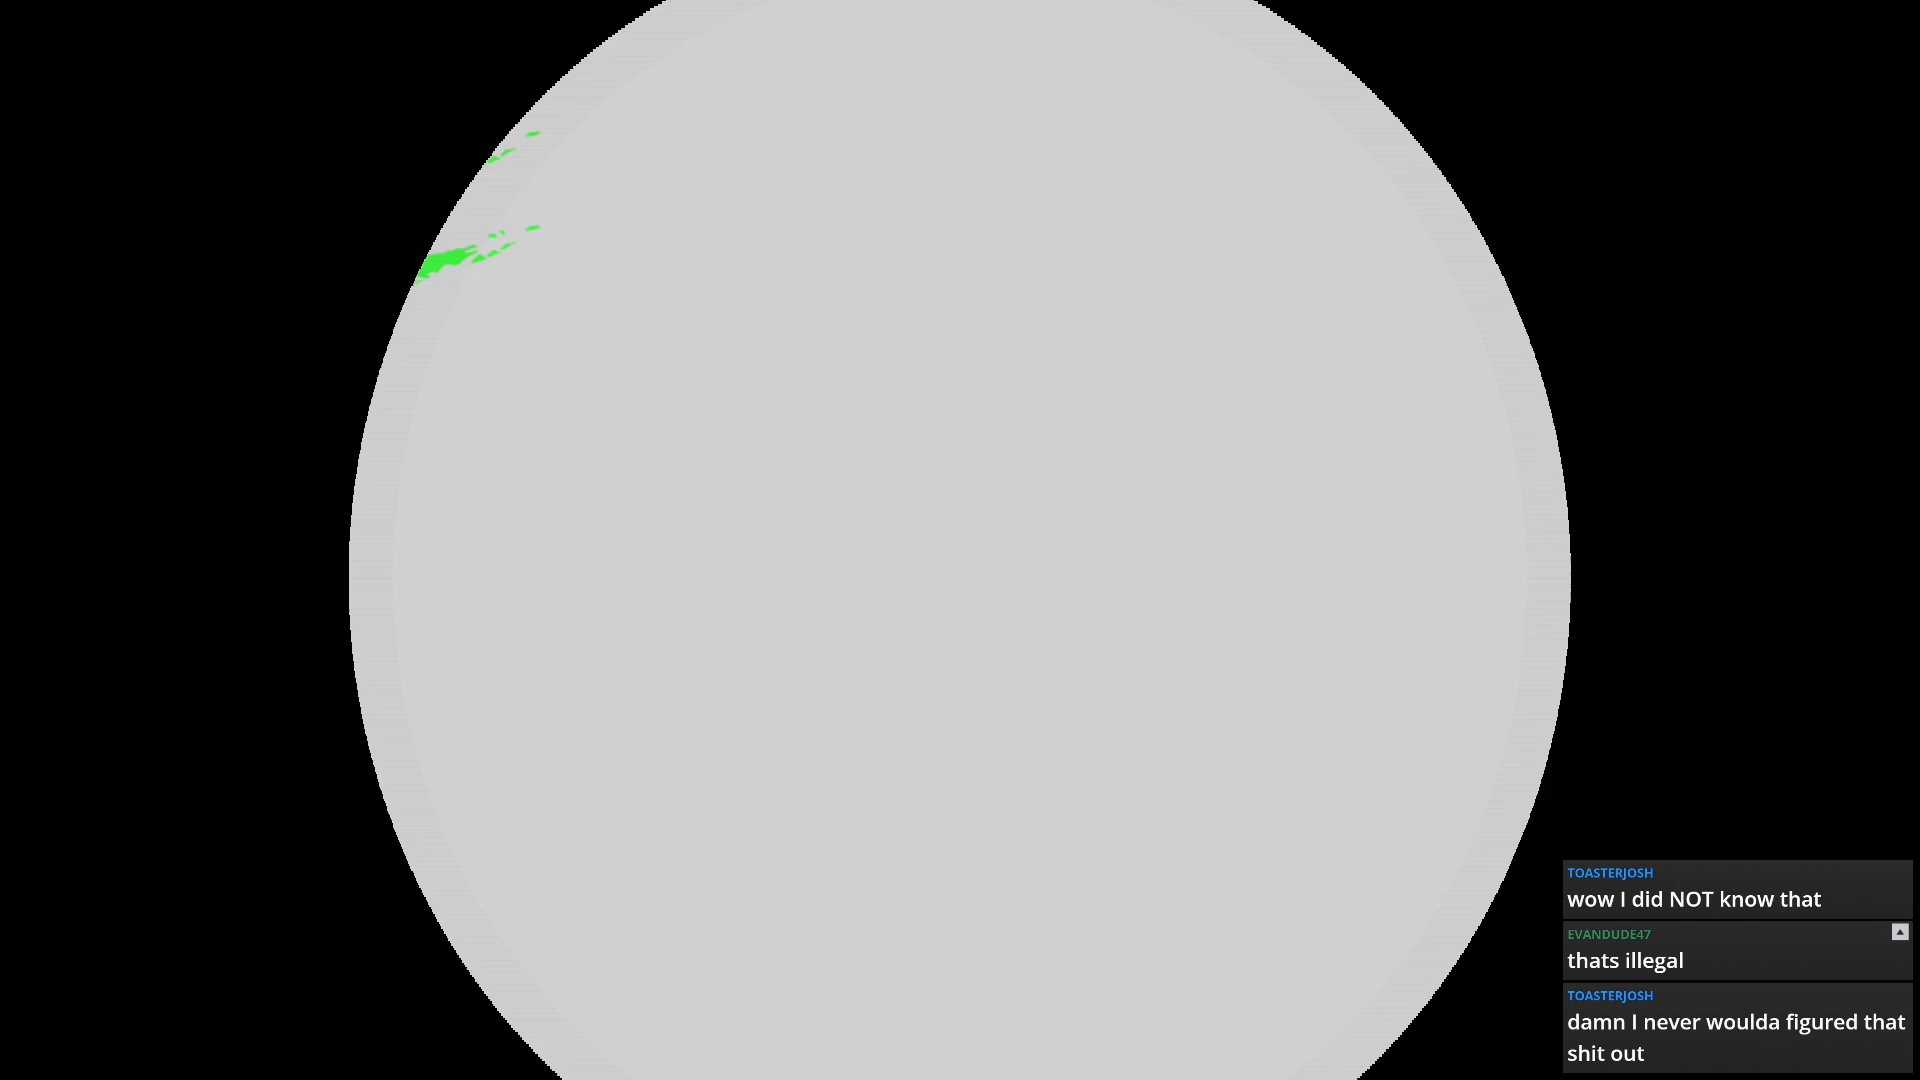 TOASTERJOSH
wow I did NOT know that
EVANDUDE47
thats illegal
TOASTERJOSH
damn I never woulda figured that
shit out